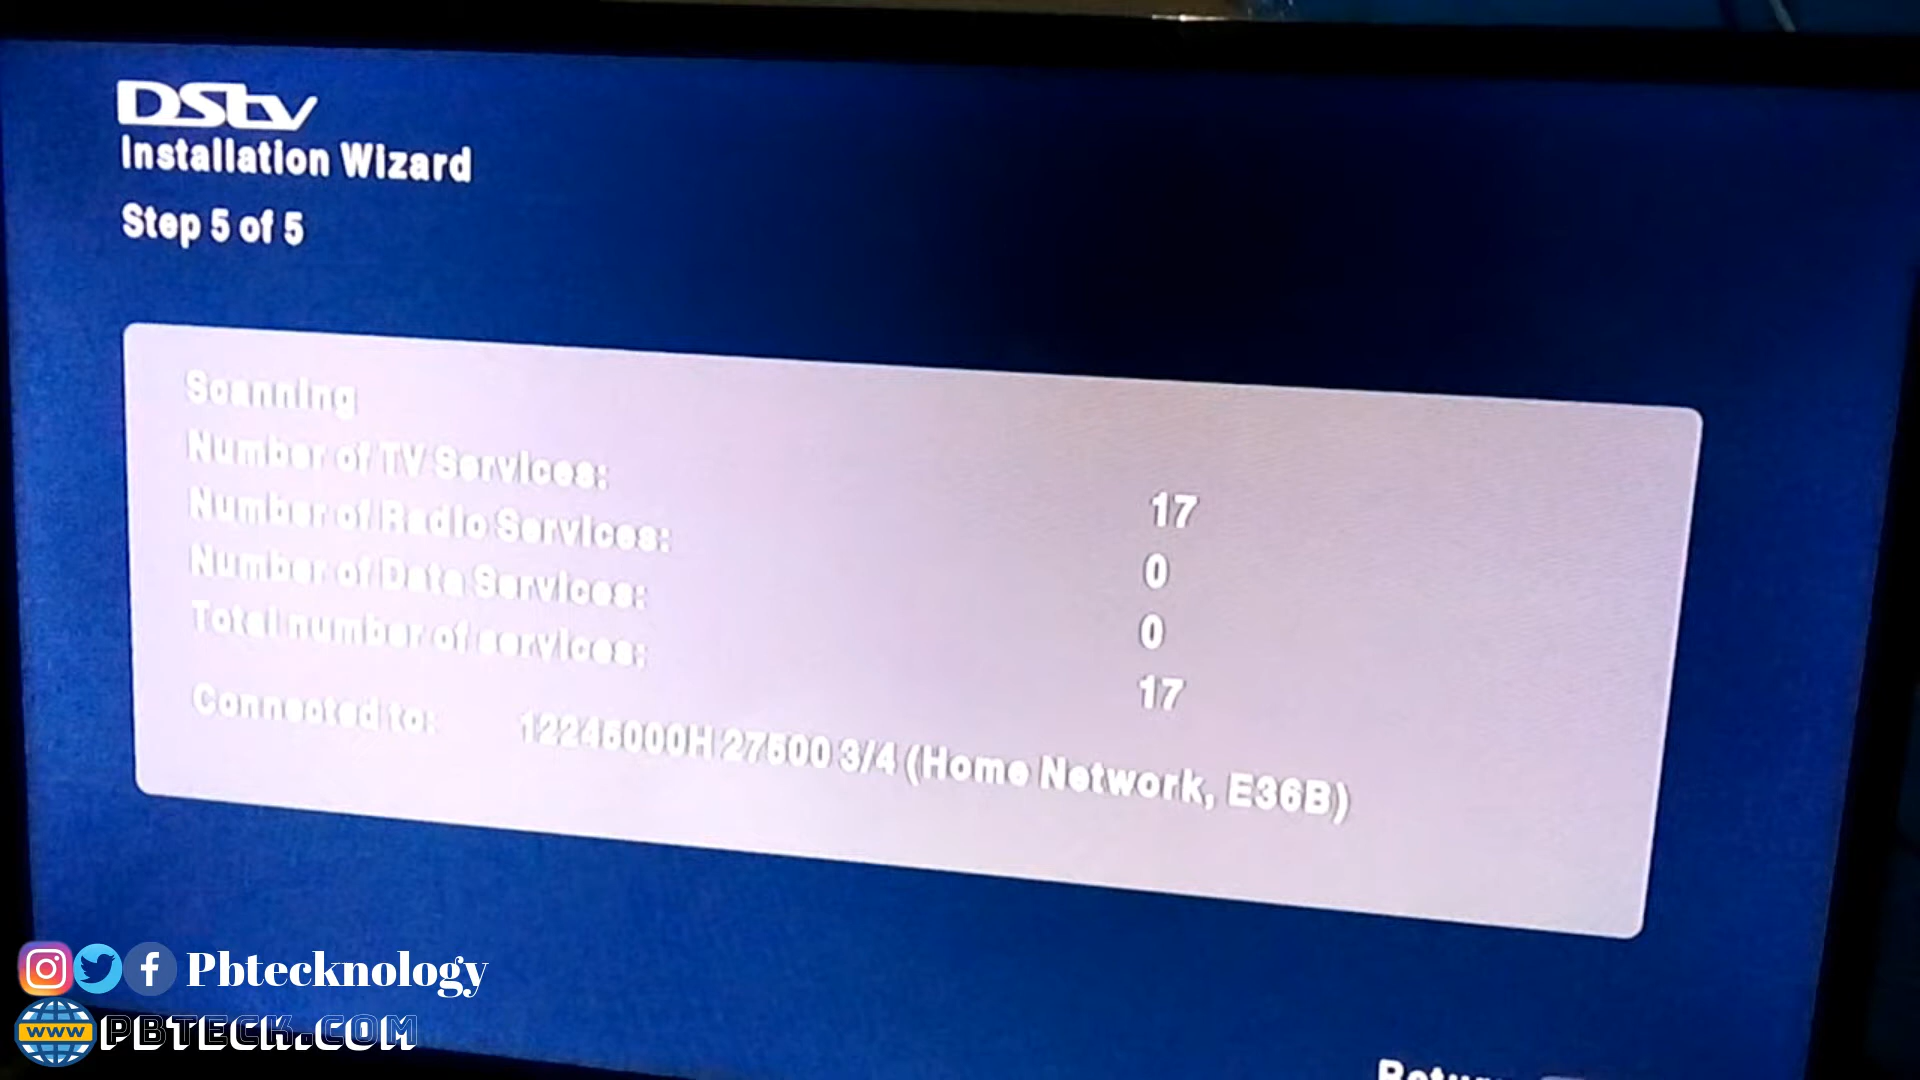 DStv
Installation Wizard
Step 5 of 5
Scanning
Number of TV Services: 17
Number of Radio Services: 0
Number of Data Services: 0
Total number of services: 17
Connected to: 12245000H 27500 3/4 (Home Network, E36B)
Pbtecknology
www PBTECK.COM